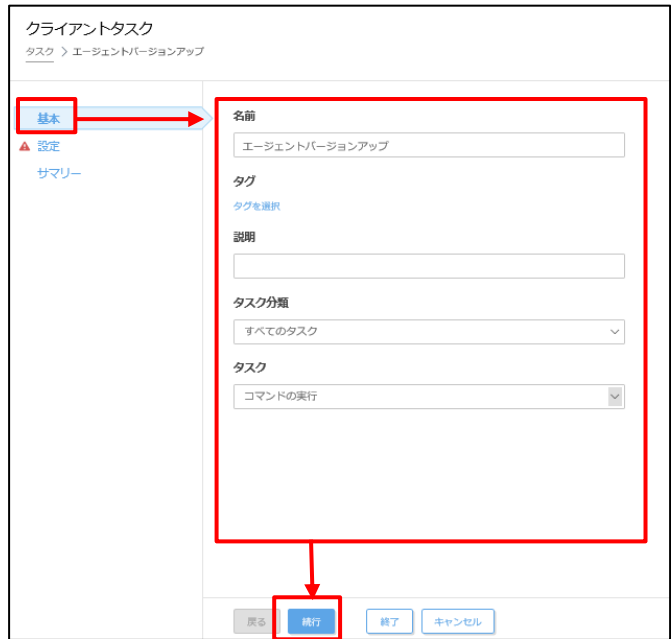 クライアントタスク
タスク > エージェントバージョンアップ
基本
設定
サマリー
名前
エージェントバージョンアップ
タグ
タグを選択
説明
タスク分類
すべてのタスク
タスク
コマンドの実行
戻る 続行 終了 キャンセル